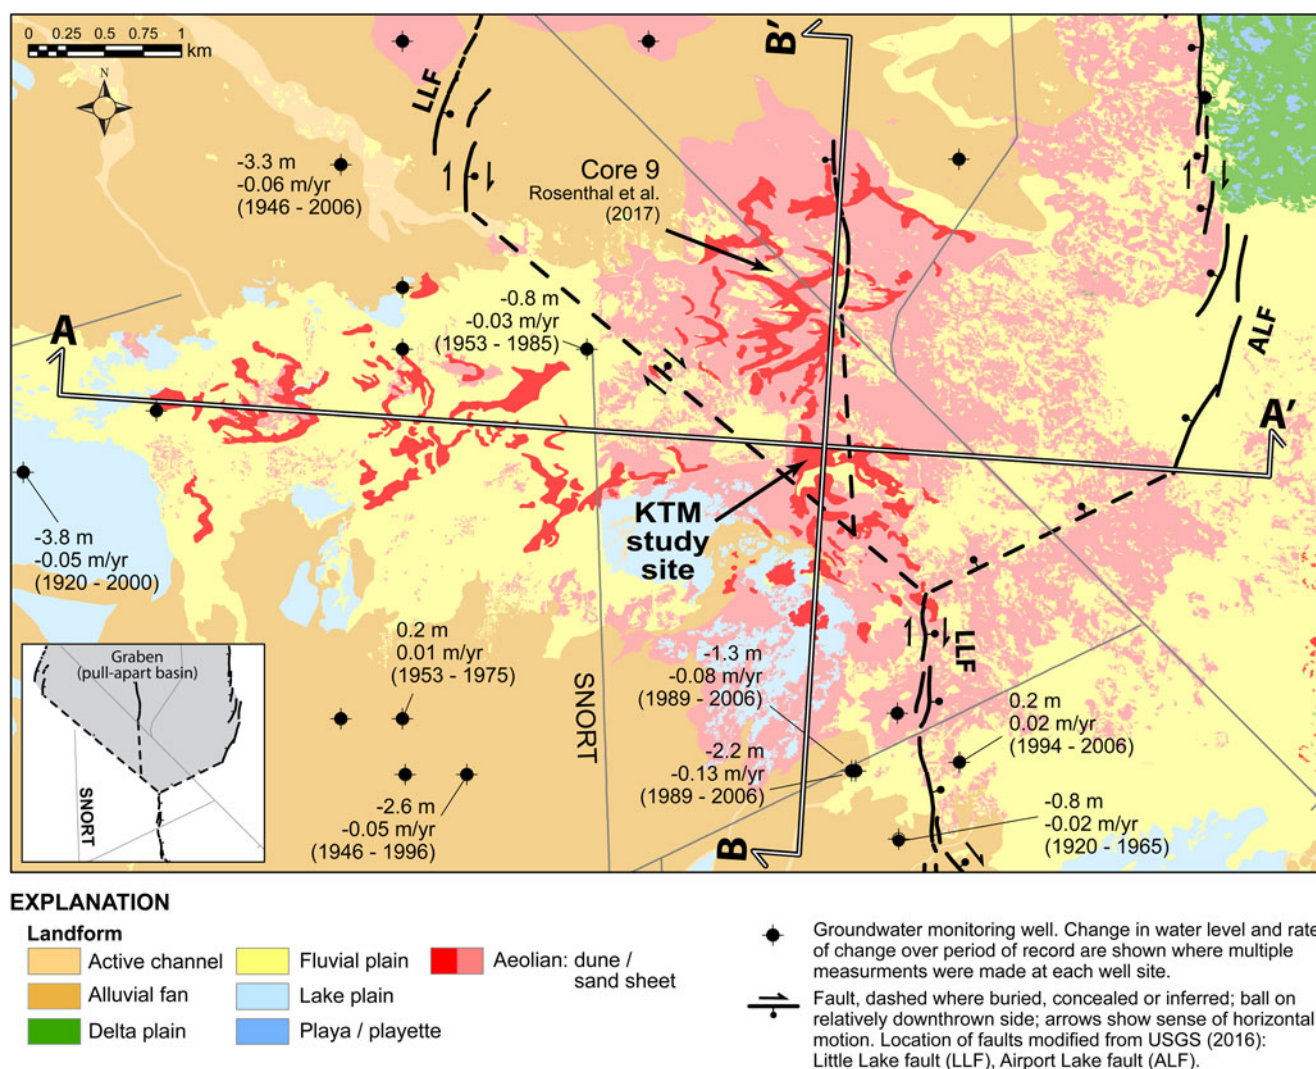 0 0.25 0.5 0.75 1
km
N
LLF
B′
-3.3 m
-0.06 m/yr
(1946 - 2006)
Core 9
Rosenthal et al.
(2017)
-0.8 m
-0.03 m/yr
(1953 - 1985)
A
ALF
A′
KTM
study
site
-3.8 m
-0.05 m/yr
(1920 - 2000)
0.2 m
0.01 m/yr
(1953 - 1975)
SNORT
-1.3 m
-0.08 m/yr
(1989 - 2006)
LLF
0.2 m
0.02 m/yr
(1994 - 2006)
-2.2 m
-0.13 m/yr
(1989 - 2006)
-2.6 m
-0.05 m/yr
(1946 - 1996)
-0.8 m
-0.02 m/yr
(1920 - 1965)
B
Graben
(pull-apart basin)
SNORT
EXPLANATION
Landform
Active channel
Alluvial fan
Delta plain
Fluvial plain
Lake plain
Playa / playette
Aeolian: dune /
sand sheet
Groundwater monitoring well. Change in water level and rate
of change over period of record are shown where multiple
measurments were made at each well site.
Fault, dashed where buried, concealed or inferred; ball on
relatively downthrown side; arrows show sense of horizontal
motion. Location of faults modified from USGS (2016):
Little Lake fault (LLF), Airport Lake fault (ALF).